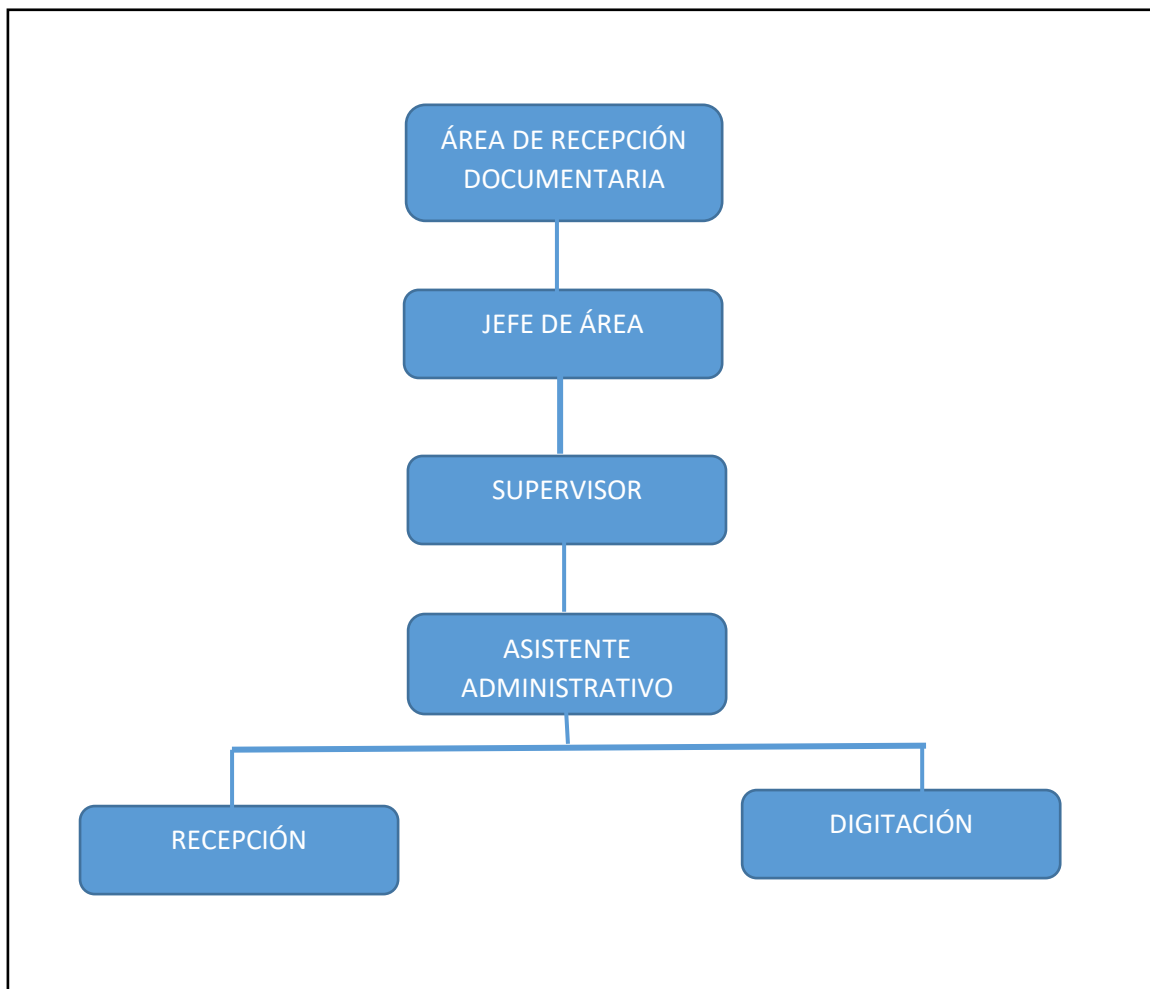 ÁREA DE RECEPCIÓN
DOCUMENTARIA
JEFE DE ÁREA
SUPERVISOR
ASISTENTE
ADMINISTRATIVO
RECEPCIÓN
DIGITACIÓN